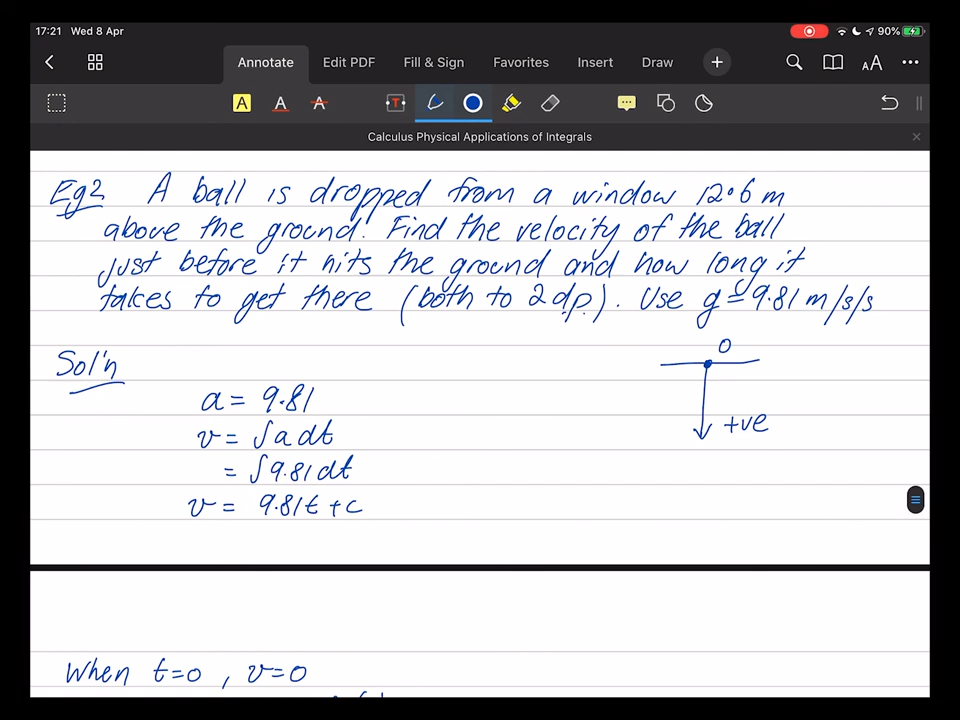 17:21 Wed 8 Apr
90%
Annotate Edit PDF Fill & Sign Favorites Insert Draw
Calculus Physical Applications of Integrals
Eg2 A ball is dropped from a window 12.6 m
above the ground. Find the velocity of the ball
just before it hits the ground and how long it
takes to get there (both to 2 d.p.). Use g = 9.81 m/s/s
Sol'n
O
+ve
a = 9.81
v = ∫ a dt
= ∫ 9.81 dt
v = 9.81t + c
When t=0, v=0